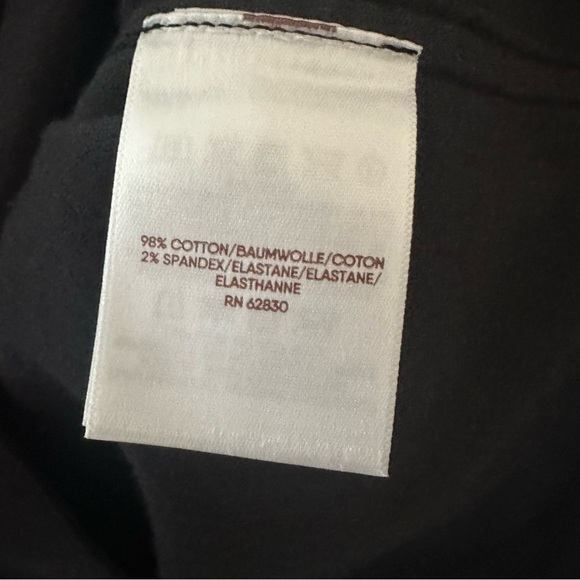 98% COTTON/BAUMWOLLE/COTON
2% SPANDEX/ELASTANE/ELASTANE/
ELASTHANNE
RN 62830